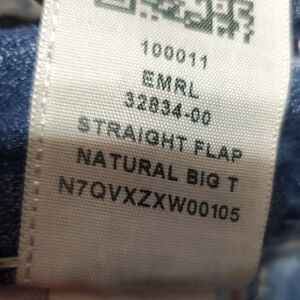 100011
EMRL
32834-00
STRAIGHT FLAP
NATURAL BIG T
N7QVXZXW00105